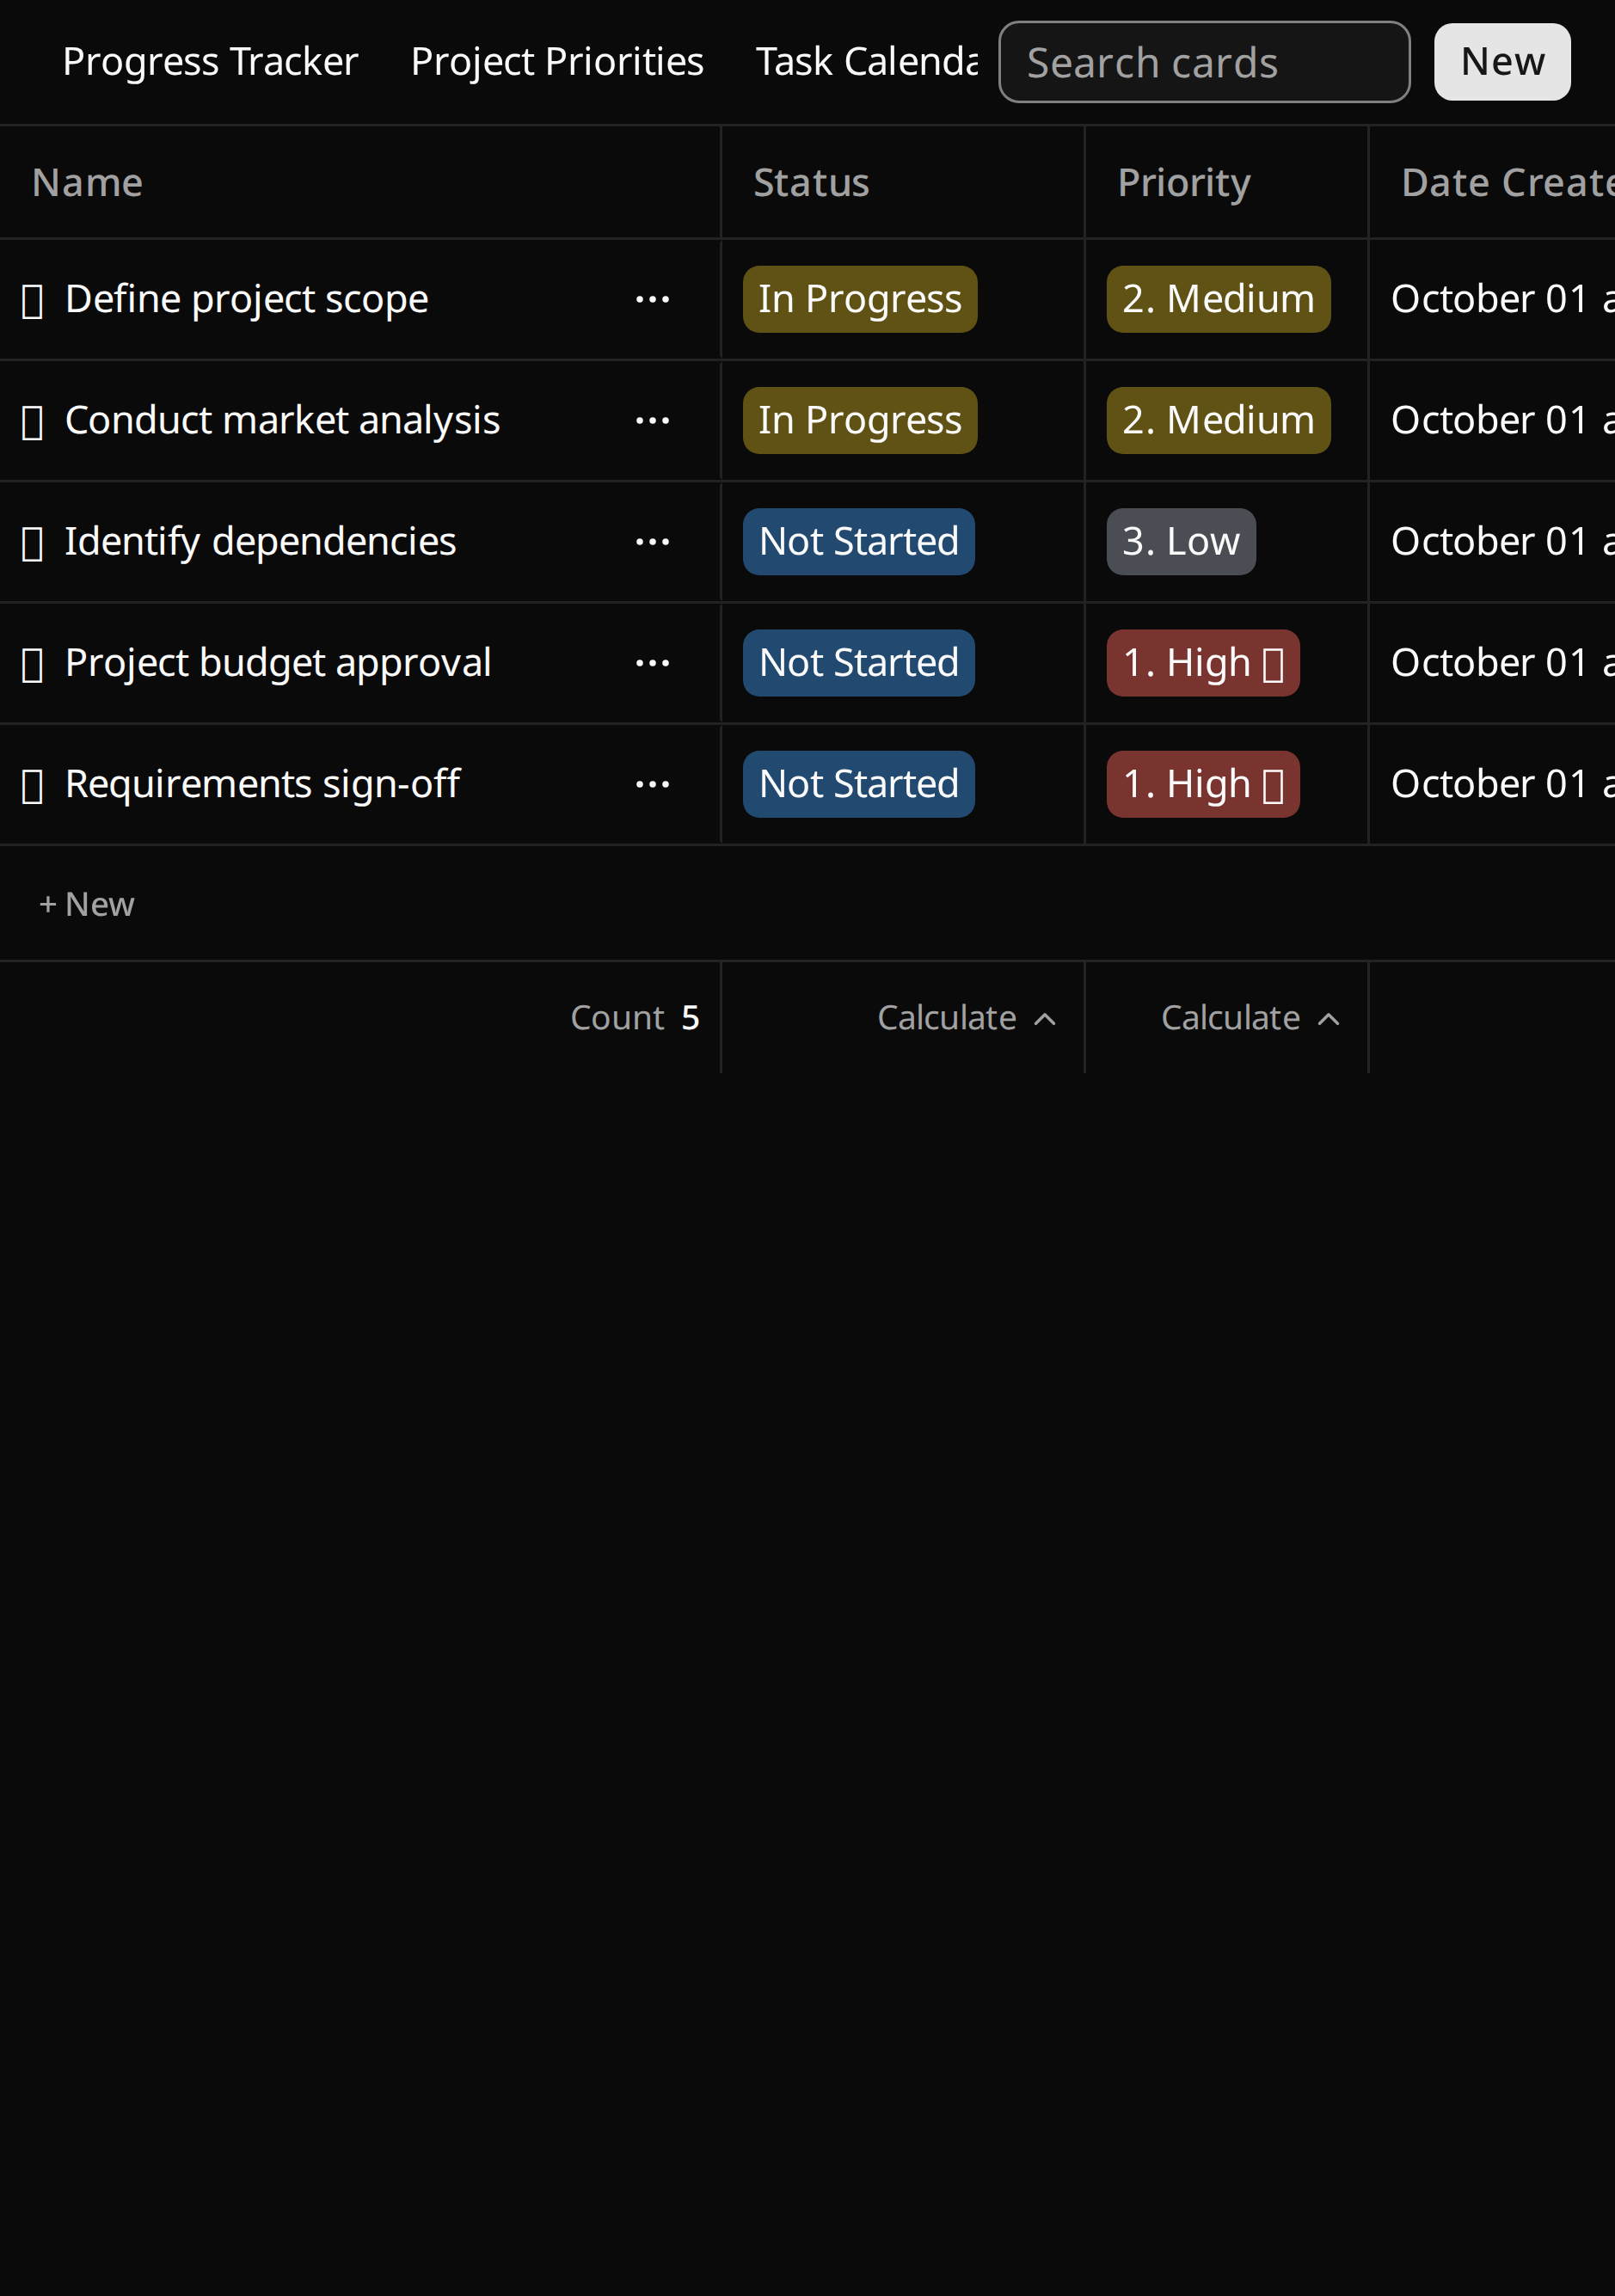 Progress Tracker Project Priorities Task Search cards New
Name Status Priority Date
Define project scope ... In Progress 2. Medium October 01
Conduct market analysis ... In Progress 2. Medium October 01
Identify dependencies ... Not Started 3. Low October 01
Project budget approval ... Not Started 1. High October 01
Requirements sign-off ... Not Started 1. High October 01
+ New
Count 5 Calculate Calculate